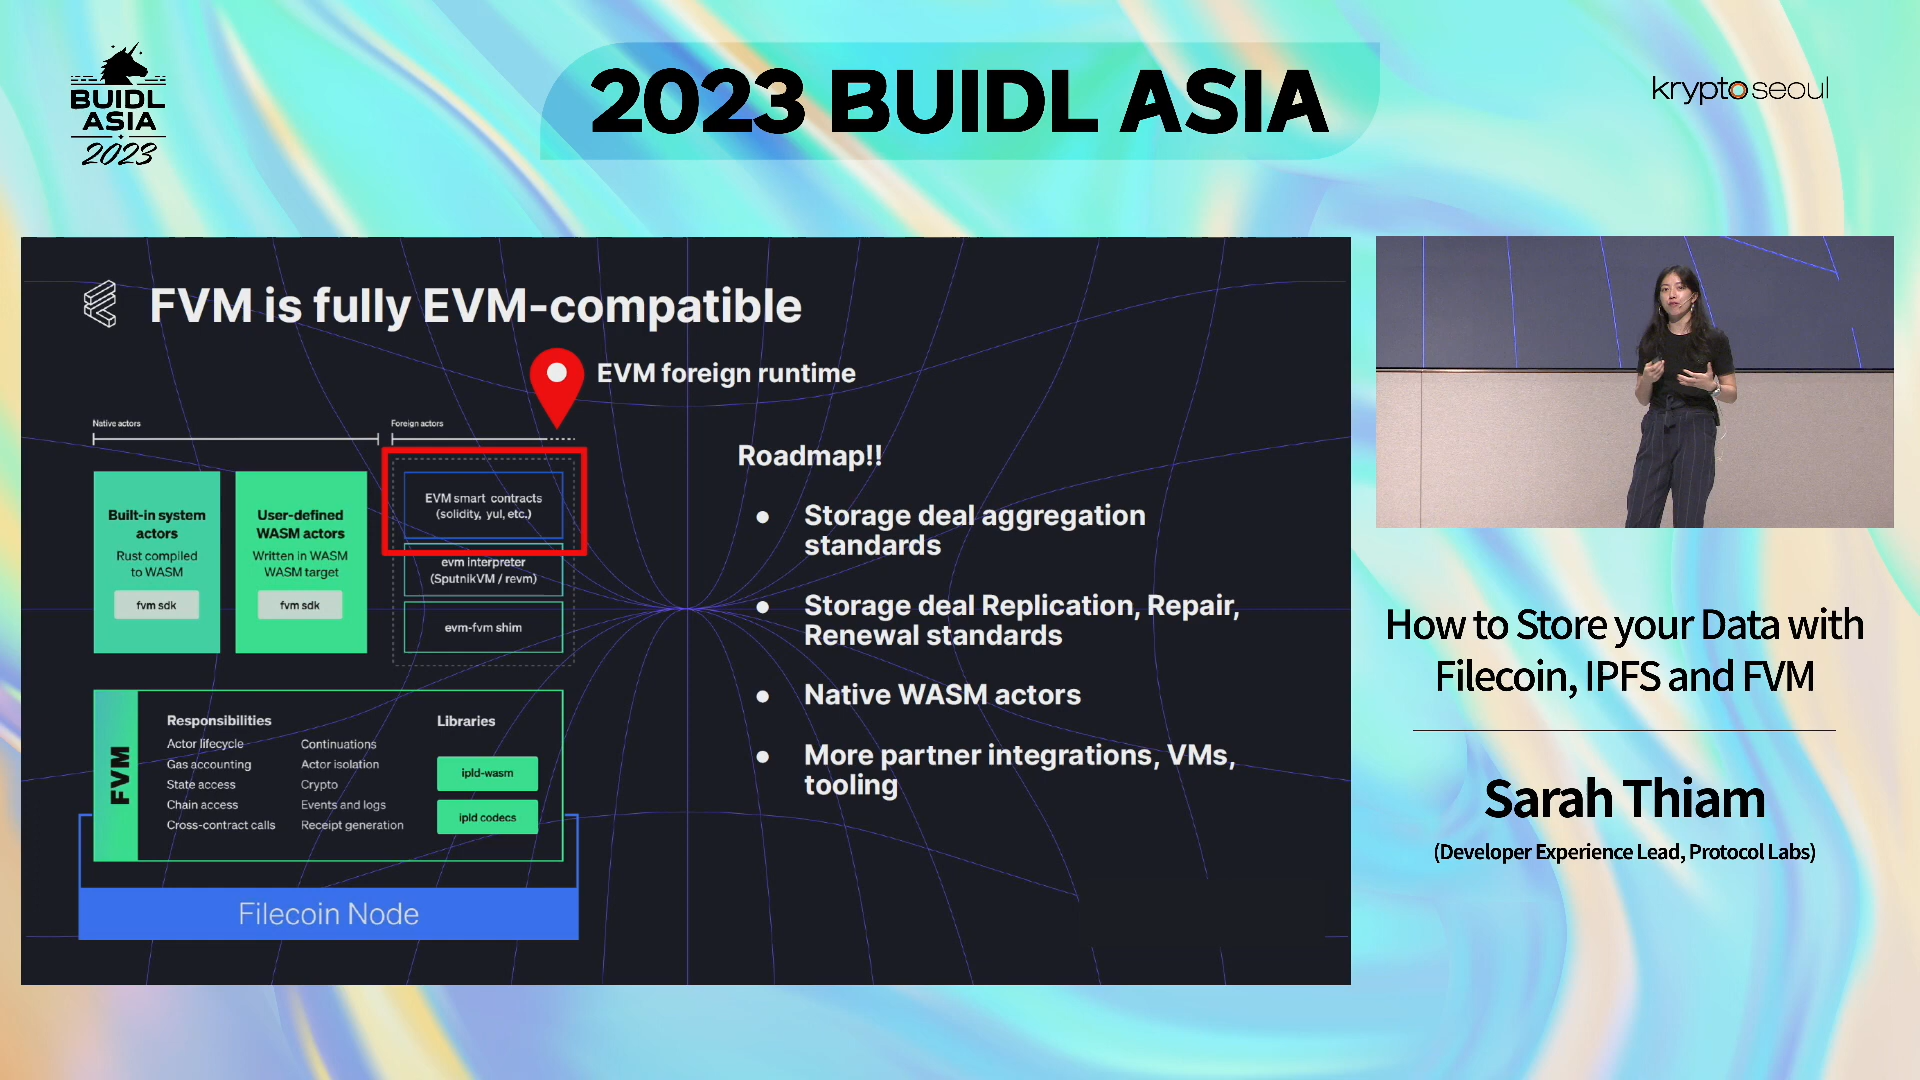 BUIDL
ASIA
2023
2023 BUIDL ASIA
kryptoseoul
FVM is fully EVM-compatible
EVM foreign runtime
Native actors
Foreign actors
Built-in system
actors
Rust compiled
to WASM
fvm sdk
User-defined
WASM actors
Written in WASM
WASM target
fvm sdk
EVM smart contracts
(solidity, yul, etc.)
evm interpreter
(SputnikVM / revm)
evm-fvm shim
FVM
Responsibilities
Actor lifecycle
Gas accounting
State access
Chain access
Cross-contract calls
Continuations
Actor isolation
Crypto
Events and logs
Receipt generation
Libraries
ipld-wasm
ipld codecs
Filecoin Node
Roadmap!!
● Storage deal aggregation
standards
● Storage deal Replication, Repair,
Renewal standards
● Native WASM actors
● More partner integrations, VMs,
tooling
How to Store your Data with
Filecoin, IPFS and FVM
Sarah Thiam
(Developer Experience Lead, Protocol Labs)